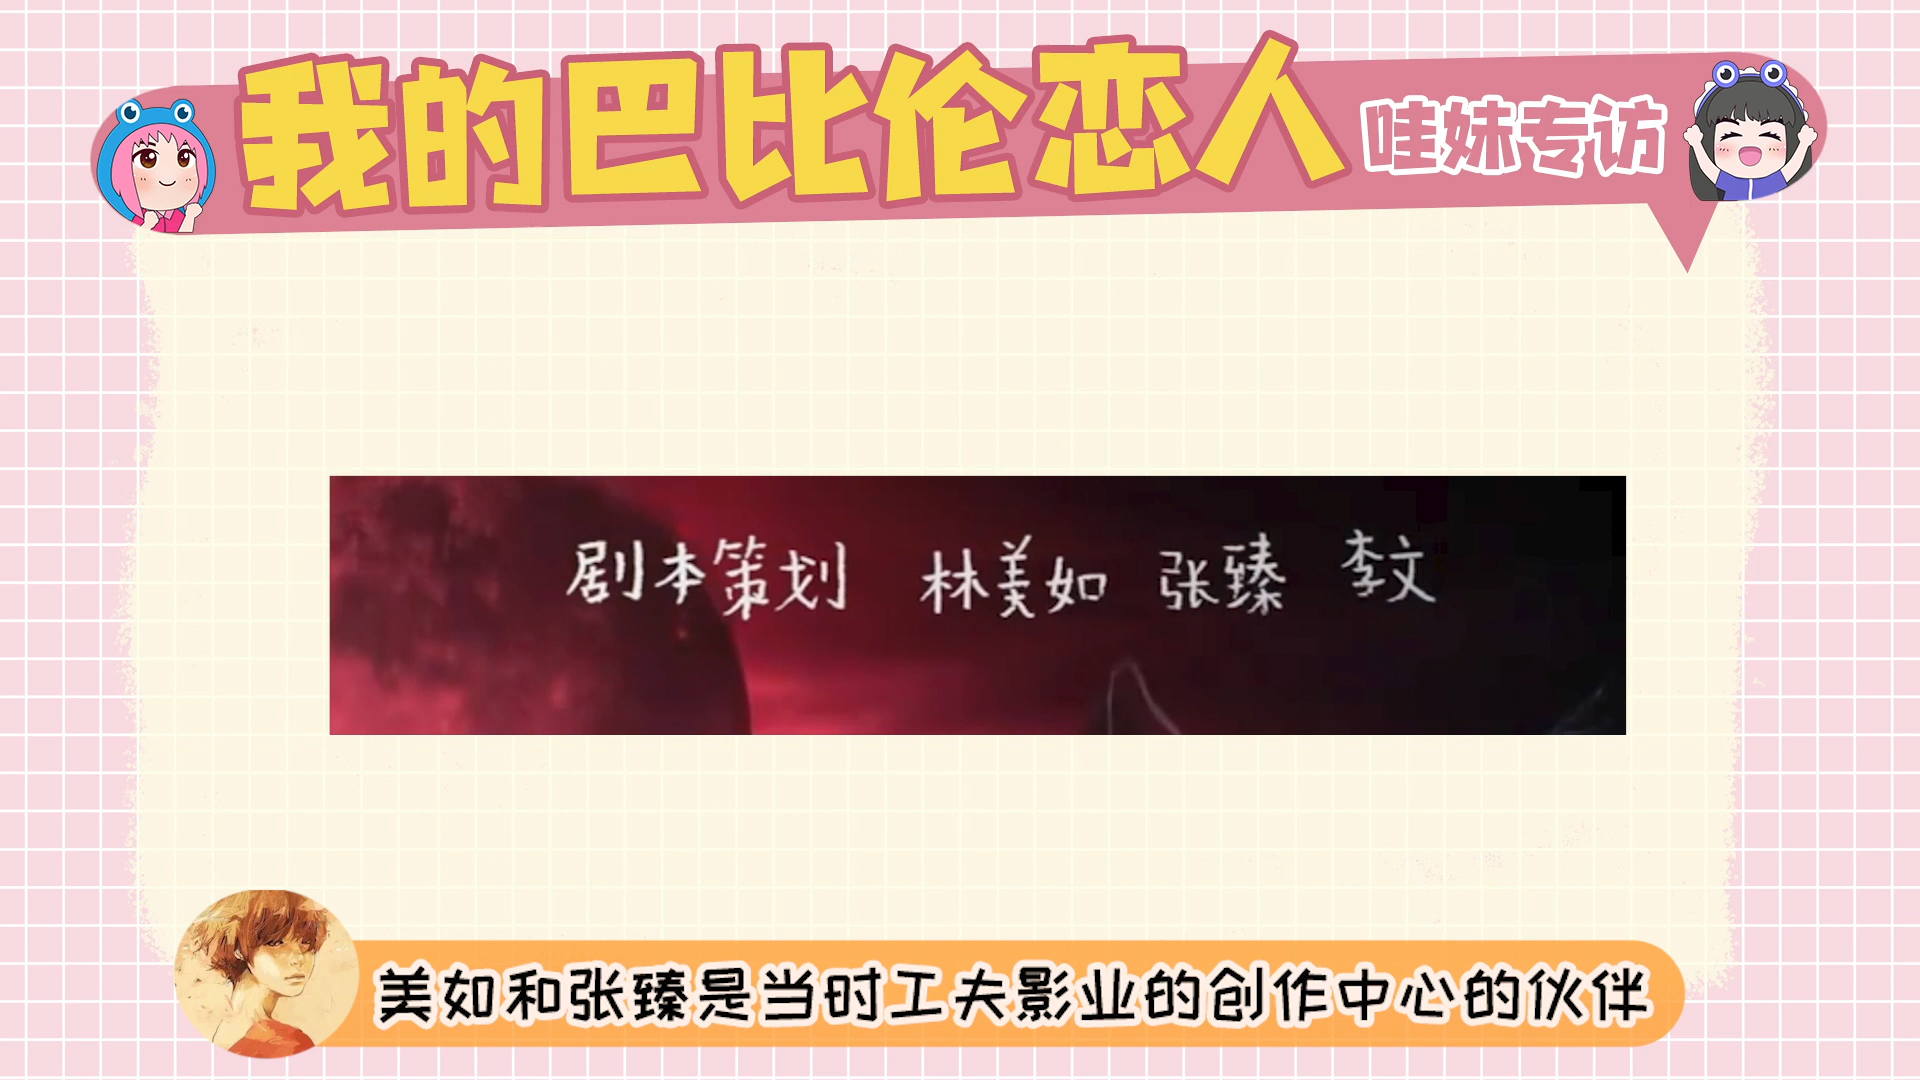 我的巴比伦恋人 哇妹专访
剧本策划 林美如 张臻 李文
美如和张臻是当时工夫影业的创作中心的伙伴